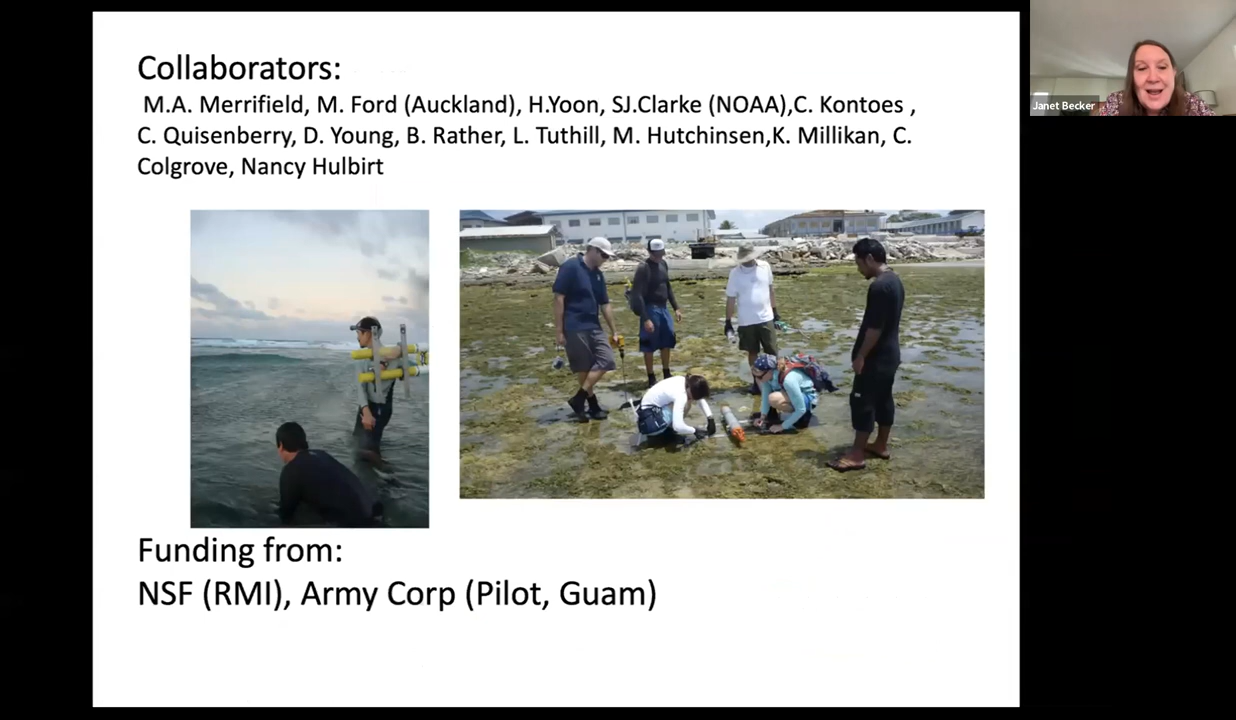 Collaborators:
M.A. Merrifield, M. Ford (Auckland), H.Yoon, SJ.Clarke (NOAA),C. Kontoes ,
C. Quisenberry, D. Young, B. Rather, L. Tuthill, M. Hutchinsen,K. Millikan, C.
Colgrove, Nancy Hulbirt
Funding from:
NSF (RMI), Army Corp (Pilot, Guam)
Janet Becker